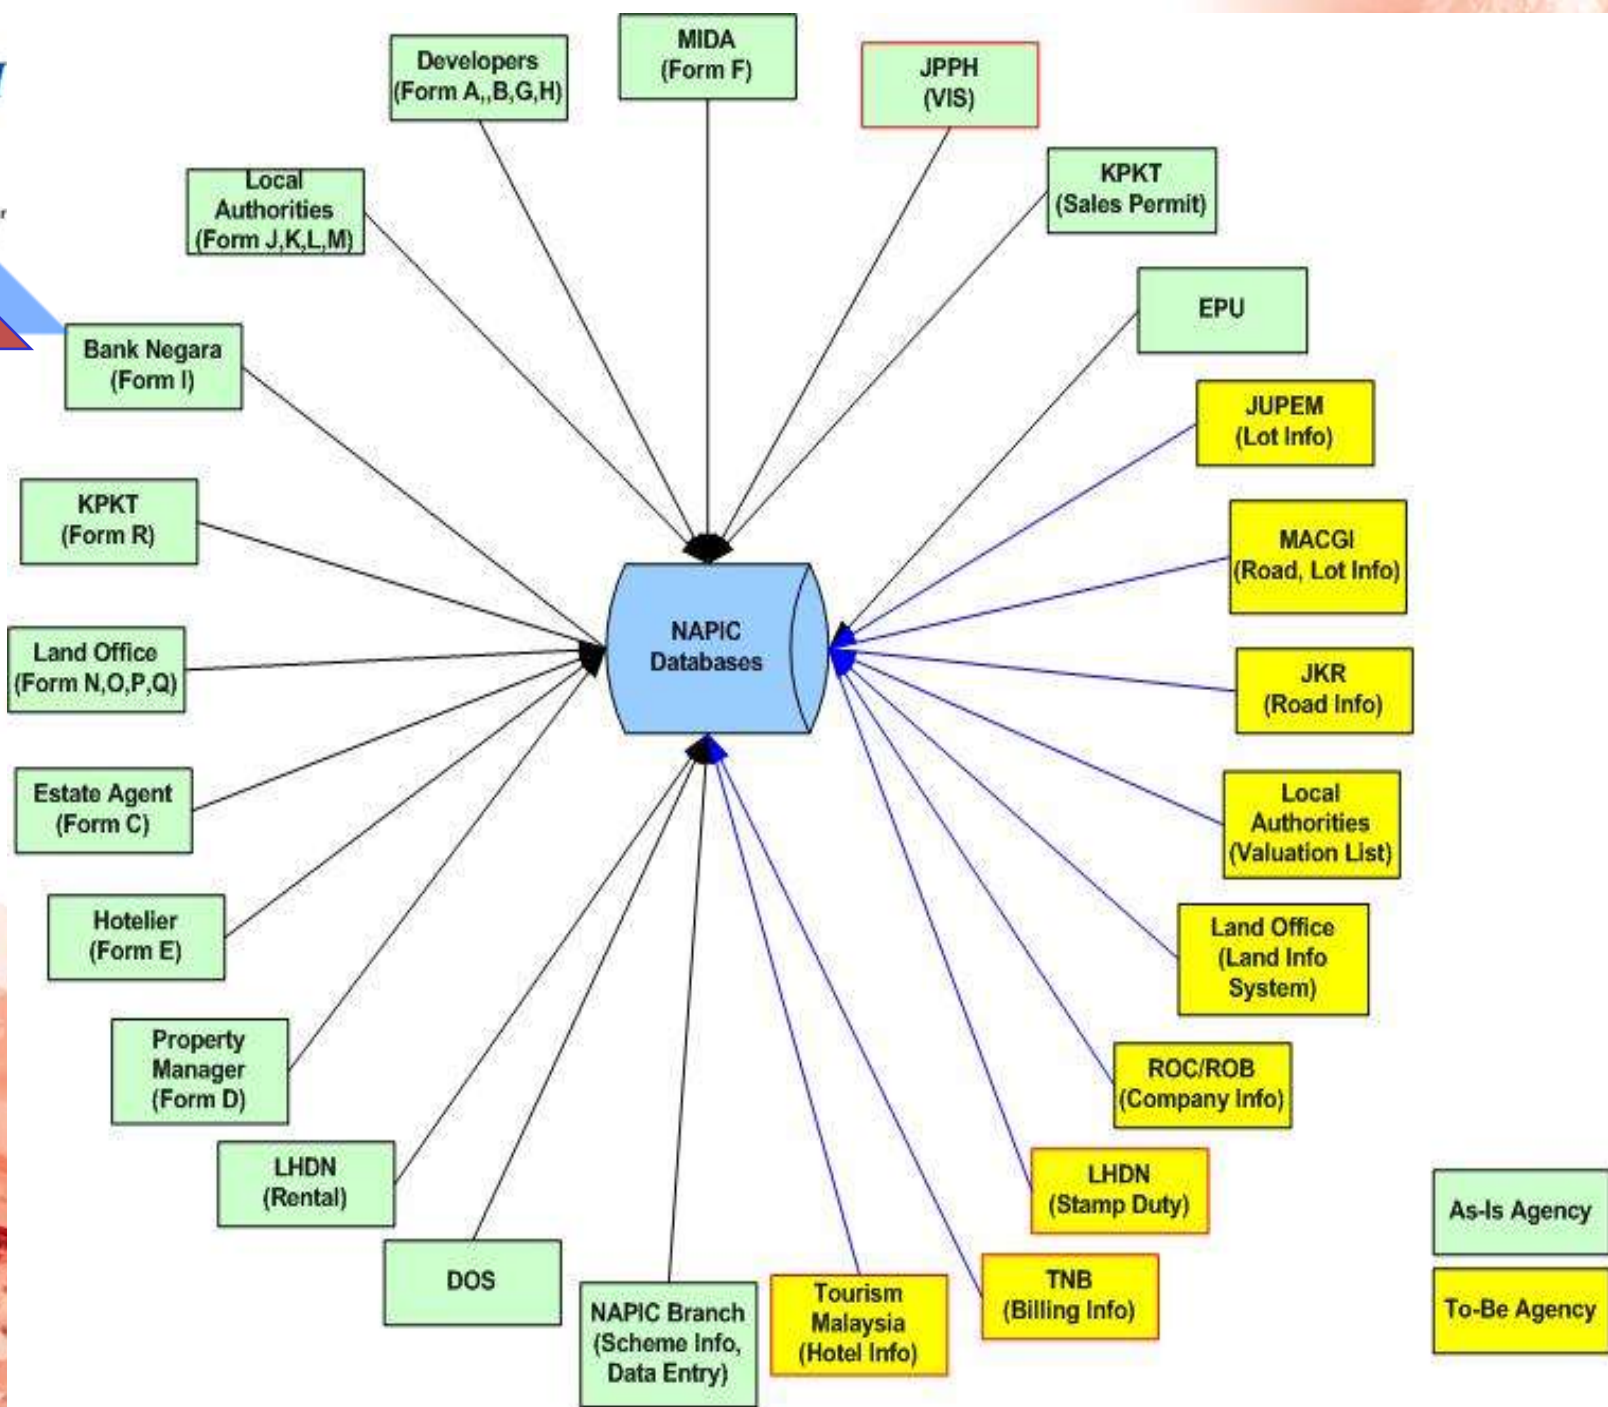 MIDA
(Form F)
Developers
(Form A,,B,G,H)
JPPH
(VIS)
KPKT
(Sales Permit)
Local
Authorities
(Form J,K,L,M)
EPU
Bank Negara
(Form I)
JUPEM
(Lot Info)
KPKT
(Form R)
MACGI
(Road, Lot Info)
NAPIC
Databases
Land Office
(Form N,O,P,Q)
JKR
(Road Info)
Estate Agent
(Form C)
Local
Authorities
(Valuation List)
Hotelier
(Form E)
Land Office
(Land Info
System)
Property
Manager
(Form D)
ROC/ROB
(Company Info)
LHDN
(Rental)
LHDN
(Stamp Duty)
DOS
TNB
(Billing Info)
NAPIC Branch
(Scheme Info,
Data Entry)
Tourism
Malaysia
(Hotel Info)
As-Is Agency
To-Be Agency